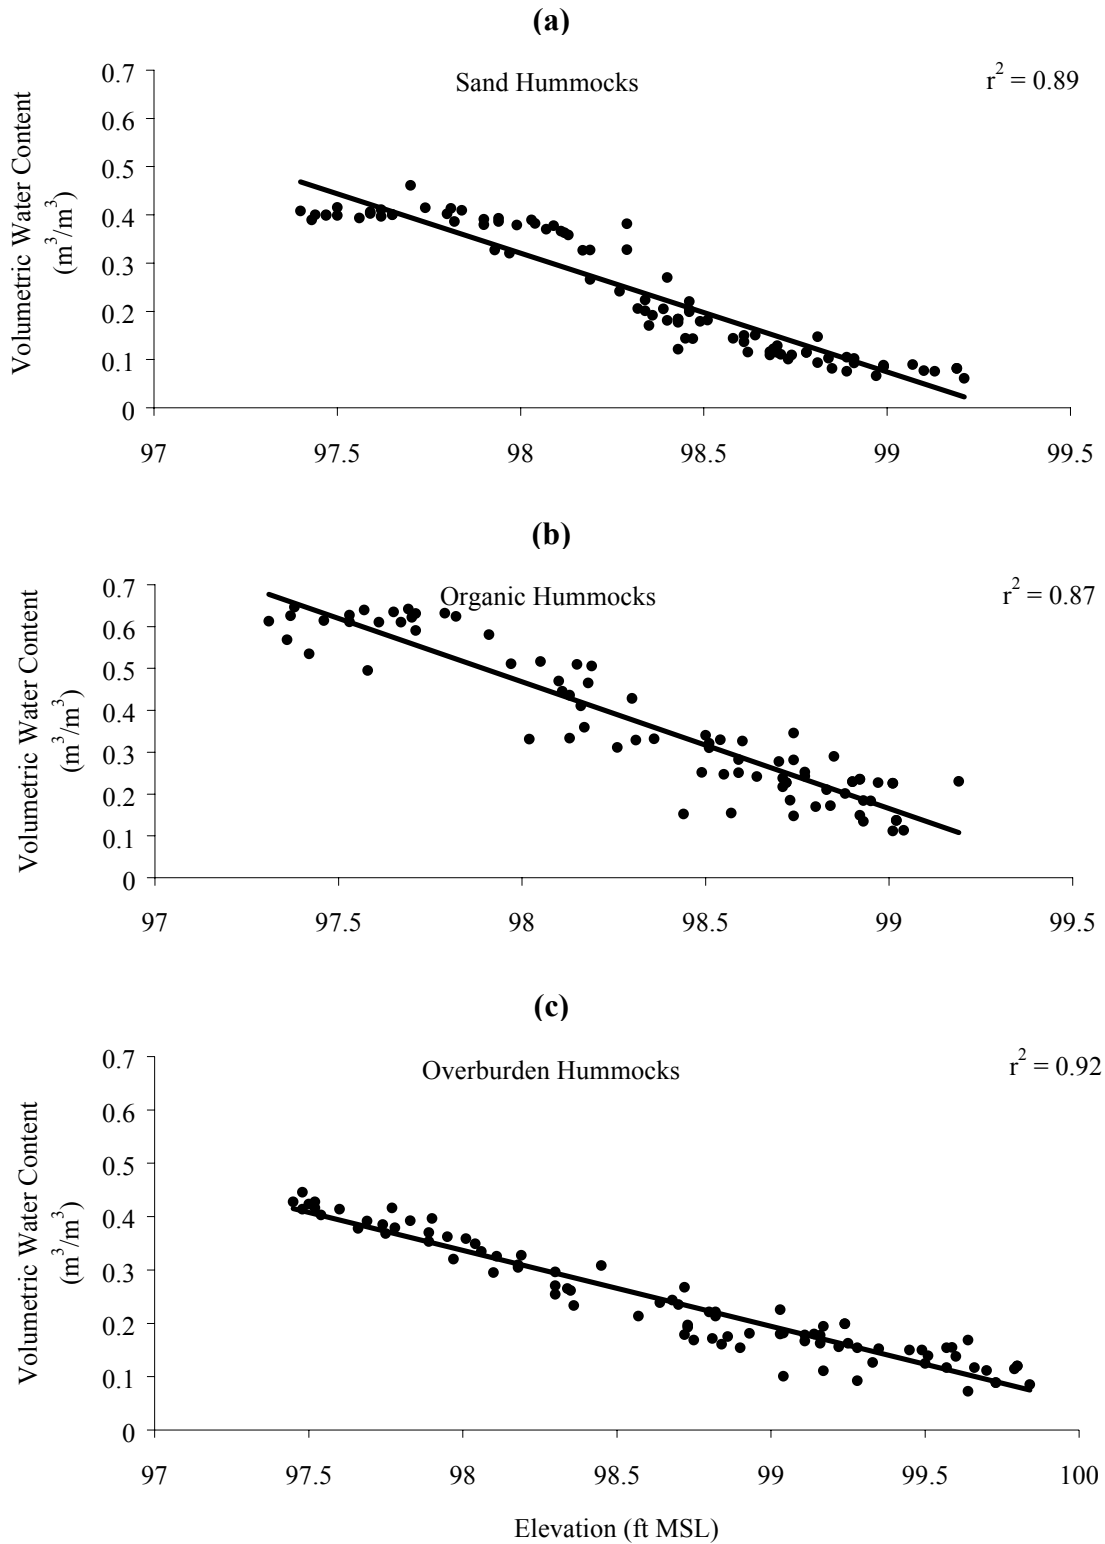 (a)
Sand Hummocks
r² = 0.89
Volumetric Water Content
(m³/m³)
0.7
0.6
0.5
0.4
0.3
0.2
0.1
0
97 97.5 98 98.5 99 99.5
(b)
Organic Hummocks
r² = 0.87
Volumetric Water Content
(m³/m³)
0.7
0.6
0.5
0.4
0.3
0.2
0.1
0
97 97.5 98 98.5 99 99.5
(c)
Overburden Hummocks
r² = 0.92
Volumetric Water Content
(m³/m³)
0.7
0.6
0.5
0.4
0.3
0.2
0.1
0
97 97.5 98 98.5 99 99.5 100
Elevation (ft MSL)